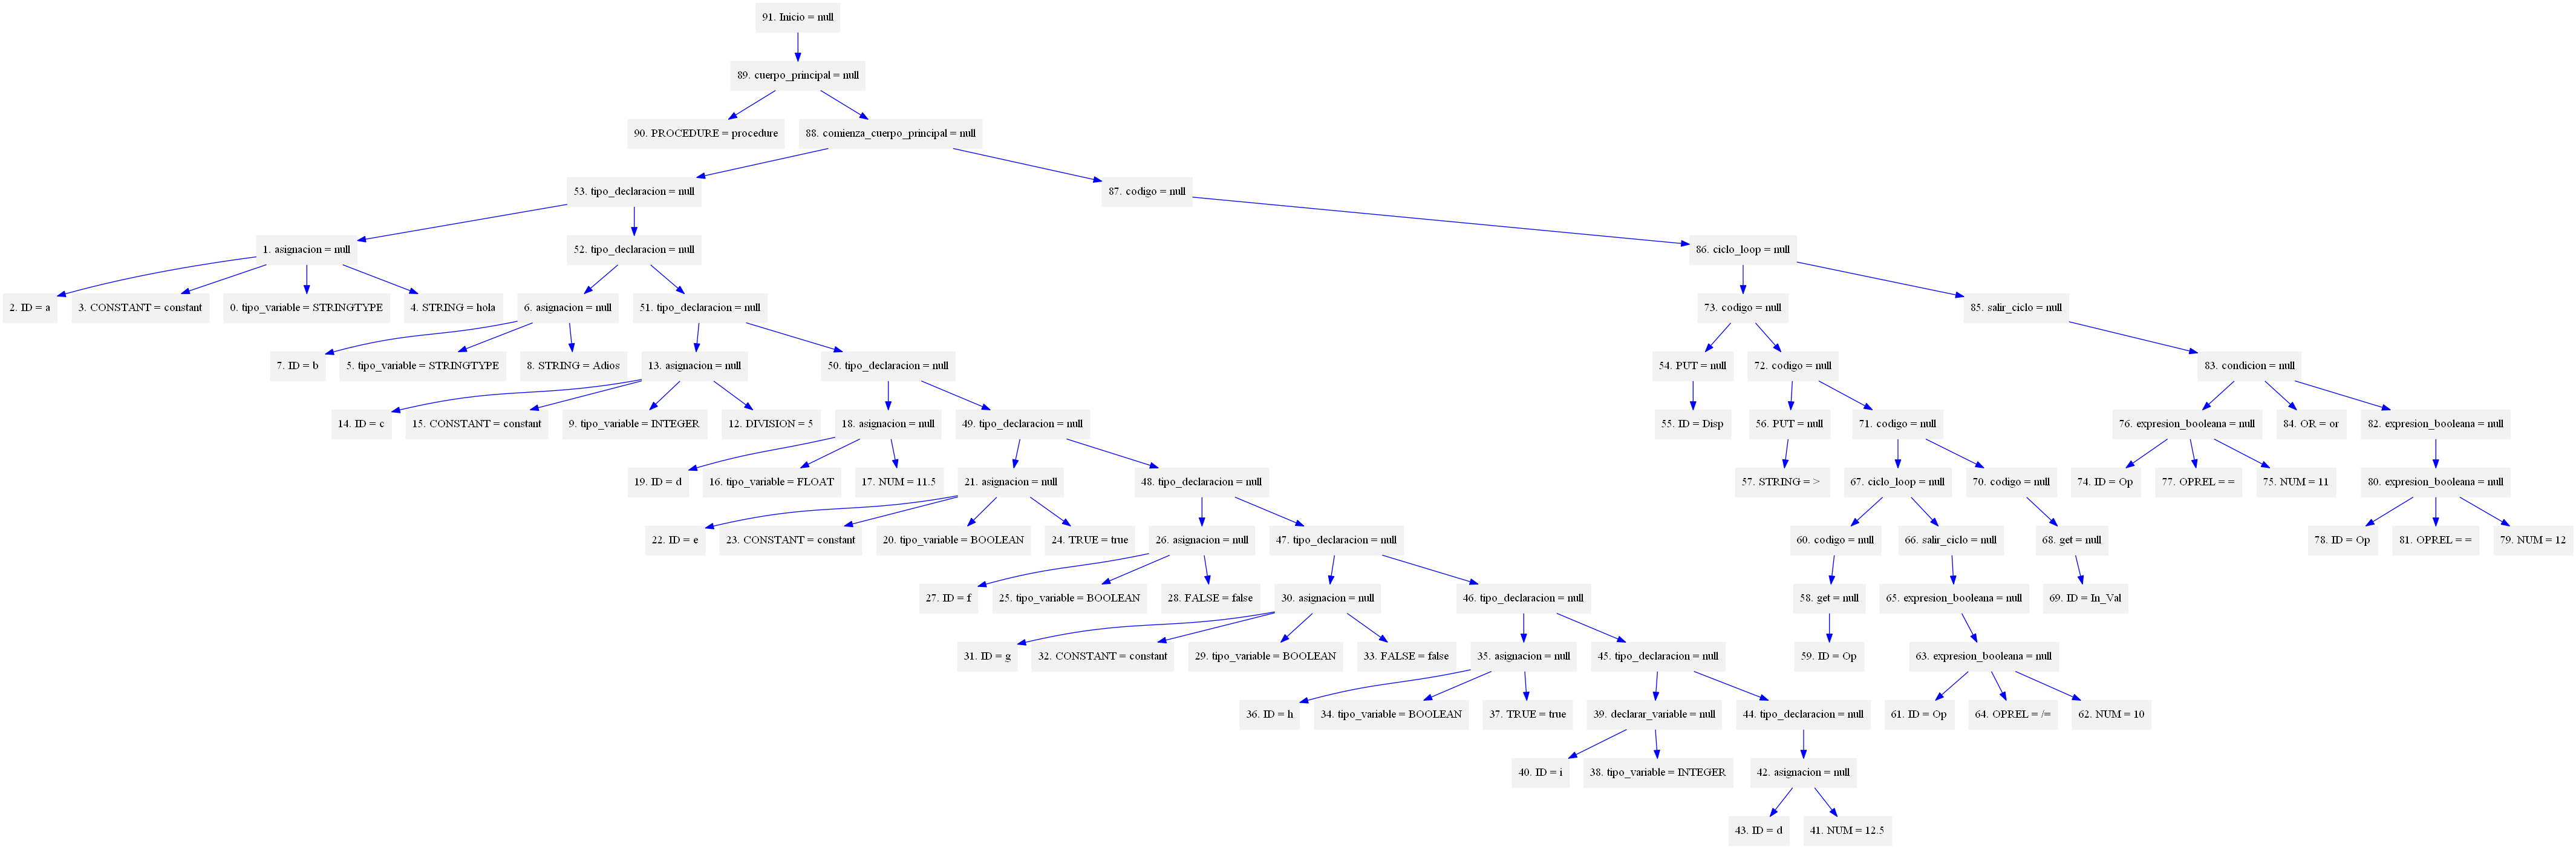 91. Inicio = null
89. cuerpo_principal = null
90. PROCEDURE = procedure
88. comienza_cuerpo_principal = null
53. tipo_declaracion = null
87. codigo = null
1. asignacion = null
52. tipo_declaracion = null
86. ciclo_loop = null
2. ID = a
3. CONSTANT = constant
0. tipo_variable = STRINGTYPE
4. STRING = hola
6. asignacion = null
51. tipo_declaracion = null
73. codigo = null
85. salir_ciclo = null
7. ID = b
5. tipo_variable = STRINGTYPE
8. STRING = Adios
13. asignacion = null
50. tipo_declaracion = null
54. PUT = null
72. codigo = null
83. condicion = null
14. ID = c
15. CONSTANT = constant
9. tipo_variable = INTEGER
12. DIVISION = 5
18. asignacion = null
49. tipo_declaracion = null
55. ID = Disp
56. PUT = null
71. codigo = null
76. expresion_booleana = null
84. OR = or
82. expresion_booleana = null
19. ID = d
16. tipo_variable = FLOAT
17. NUM = 11.5
21. asignacion = null
48. tipo_declaracion = null
57. STRING = >
67. ciclo_loop = null
70. codigo = null
74. ID = Op
77. OPREL = =
75. NUM = 11
80. expresion_booleana = null
22. ID = e
23. CONSTANT = constant
20. tipo_variable = BOOLEAN
24. TRUE = true
26. asignacion = null
47. tipo_declaracion = null
60. codigo = null
66. salir_ciclo = null
68. get = null
78. ID = Op
81. OPREL = =
79. NUM = 12
27. ID = f
25. tipo_variable = BOOLEAN
28. FALSE = false
30. asignacion = null
46. tipo_declaracion = null
58. get = null
65. expresion_booleana = null
69. ID = In_Val
31. ID = g
32. CONSTANT = constant
29. tipo_variable = BOOLEAN
33. FALSE = false
35. asignacion = null
45. tipo_declaracion = null
59. ID = Op
63. expresion_booleana = null
36. ID = h
34. tipo_variable = BOOLEAN
37. TRUE = true
39. declarar_variable = null
44. tipo_declaracion = null
61. ID = Op
64. OPREL = /=
62. NUM = 10
40. ID = i
38. tipo_variable = INTEGER
42. asignacion = null
43. ID = d
41. NUM = 12.5